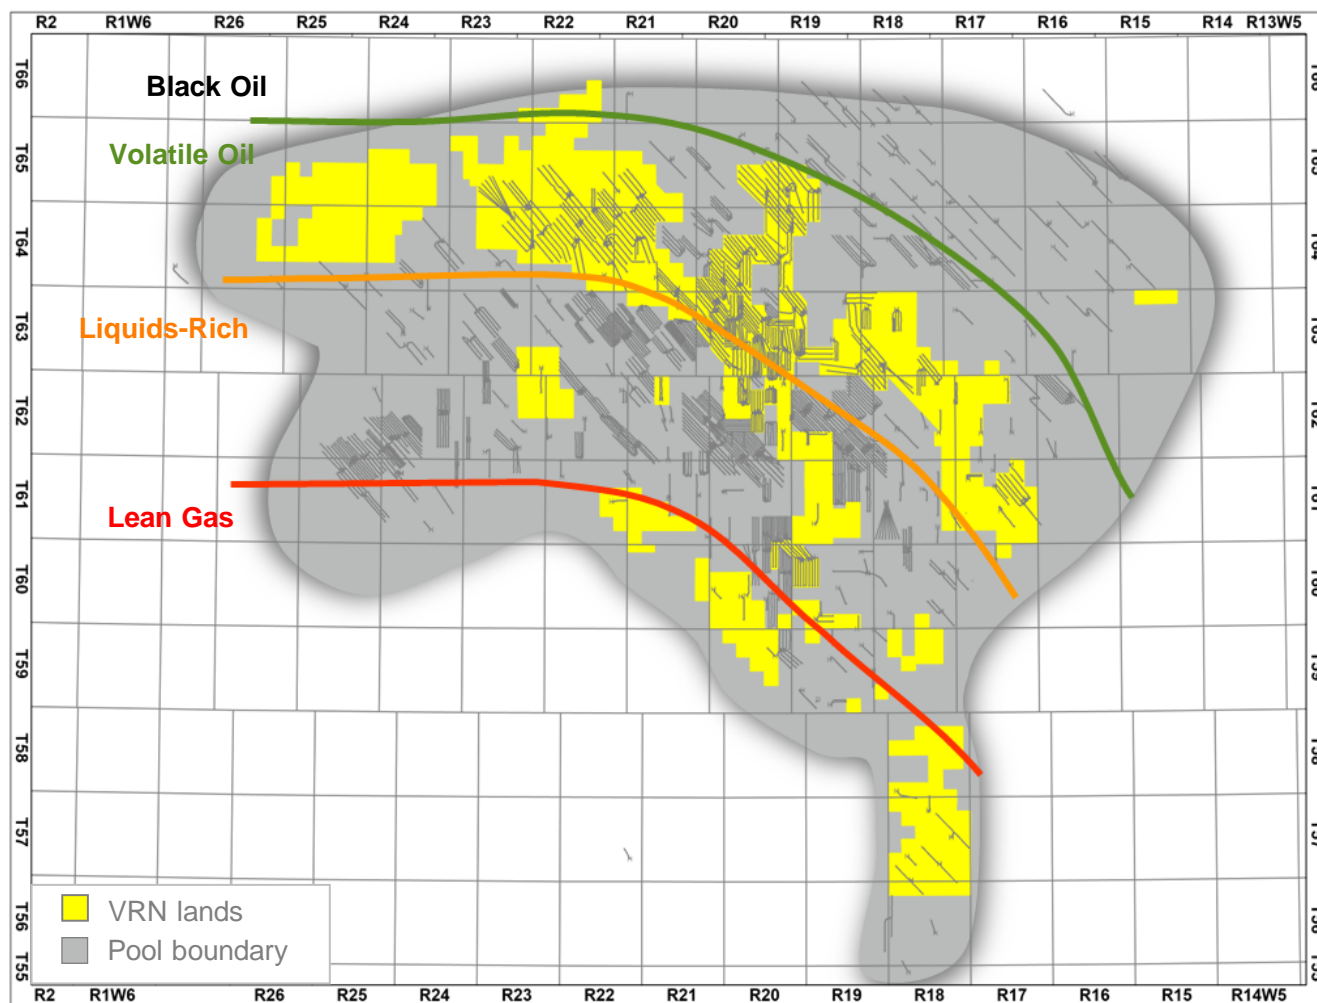 R2 R1W6 R26 R25 R24 R23 R22 R21 R20 R19 R18 R17 R16 R15 R14 R13W5
T66
Black Oil
Volatile Oil
T65
T64
Liquids-Rich
T63
T62
T61
Lean Gas
T60
T59
T58
T57
VRN lands
T56
Pool boundary
T55
R2 R1W6 R26 R25 R24 R23 R22 R21 R20 R19 R18 R17 R16 R15 R14W5